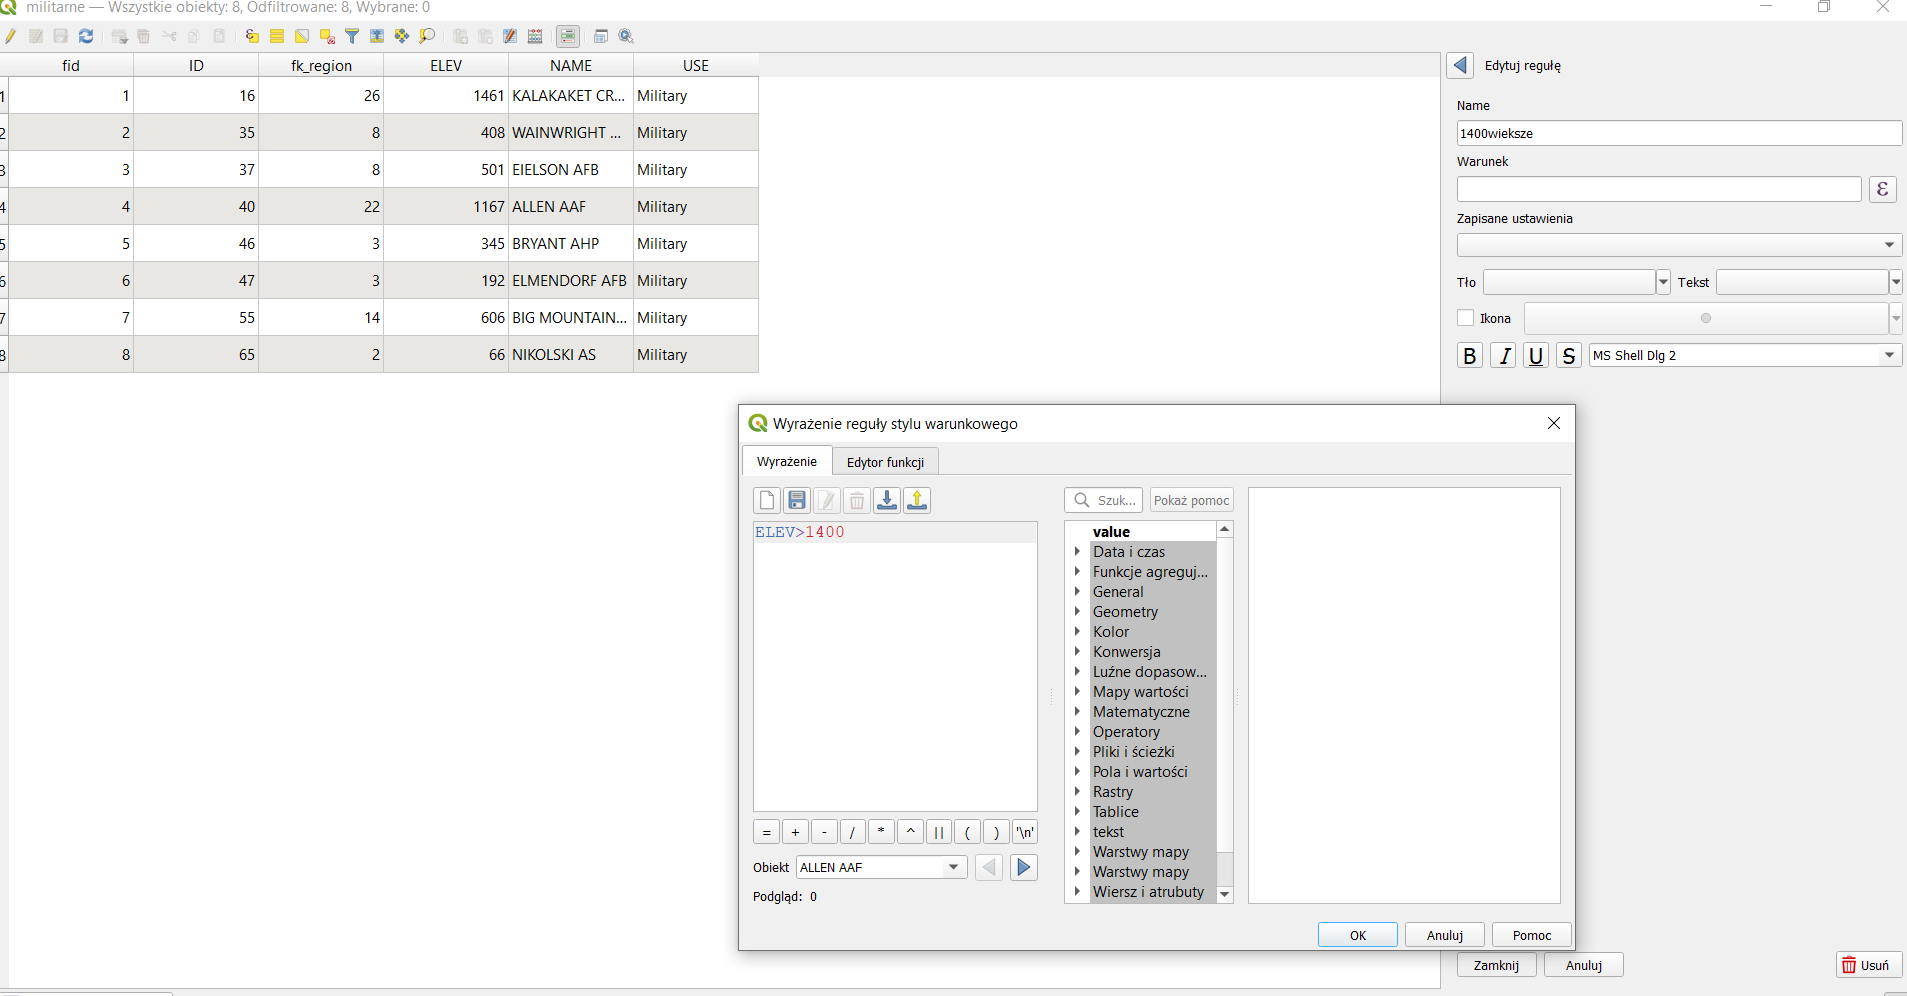 militarne — Wszystkie obiekty: 8, Odfiltrowane: 8, Wybrane: 0
fid ID fk_region ELEV NAME USE
1 1 16 26 1461 KALAKAKET CR... Military
2 2 35 8 408 WAINWRIGHT ... Military
3 3 37 8 501 EIELSON AFB Military
4 4 40 22 1167 ALLEN AAF Military
5 5 46 3 345 BRYANT AHP Military
6 6 47 3 192 ELMENDORF AFB Military
7 7 55 14 606 BIG MOUNTAIN... Military
8 8 65 2 66 NIKOLSKI AS Military
Edytuj regułę
Name
1400wieksze
Warunek
ε
Zapisane ustawienia
Tło Tekst
Ikona
B I U S MS Shell Dlg 2
Wyrażenie reguły stylu warunkowego
Wyrażenie Edytor funkcji
Szuk... Pokaż pomoc
ELEV>1400
value
Data i czas
Funkcje agreguj...
General
Geometry
Kolor
Konwersja
Luźne dopasow...
Mapy wartości
Matematyczne
Operatory
Pliki i ścieżki
Pola i wartości
Rastry
Tablice
tekst
Warstwy mapy
Warstwy mapy
Wiersz i atrubuty
= + - / * ^ || ( ) '\n'
Obiekt ALLEN AAF
Podgląd: 0
OK Anuluj Pomoc
Zamknij Anuluj Usuń